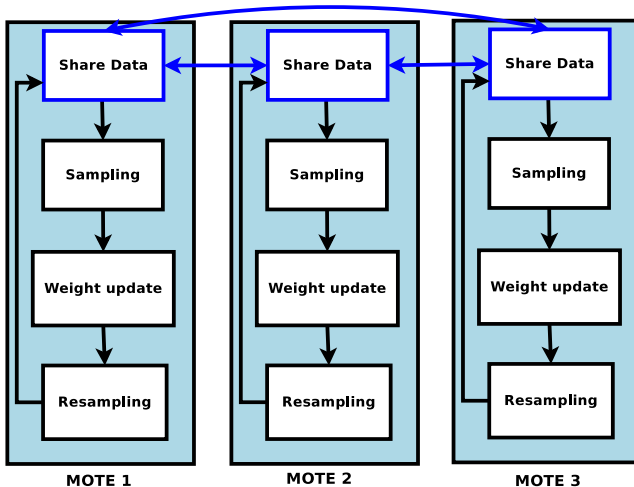 Share Data
Share Data
Share Data
Sampling
Sampling
Sampling
Weight update
Weight update
Weight update
Resampling
Resampling
Resampling
MOTE 1
MOTE 2
MOTE 3